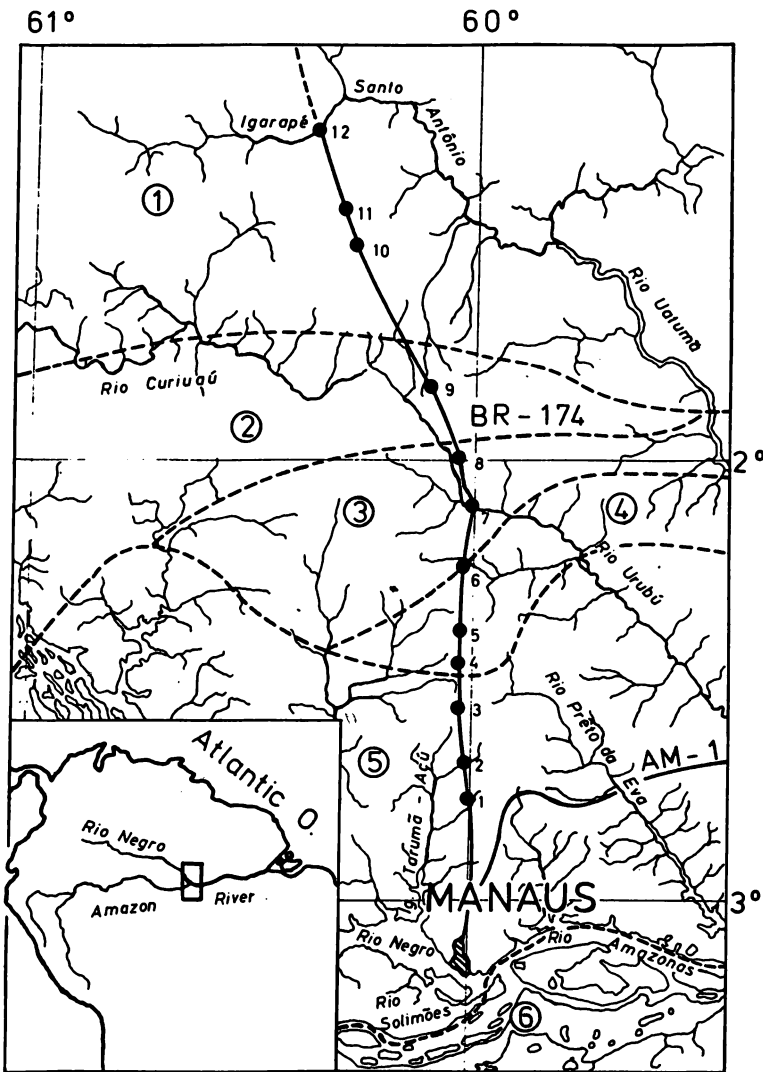 61°
60°
Santo
Igarapé
12
Antônio
1
11
10
Rio Uatumã
Rio Curiuaú
9
BR-174
2
8
2°
3
4
7
Rio Urubú
6
5
4
3
Rio Prêto da Eva
5
2
AM-1
1
Ig. Tarumã-Açú
Atlantic O.
Rio Negro
Amazon River
MANAUS
3°
Rio Negro
Rio Amazonas
Rio Solimões
6